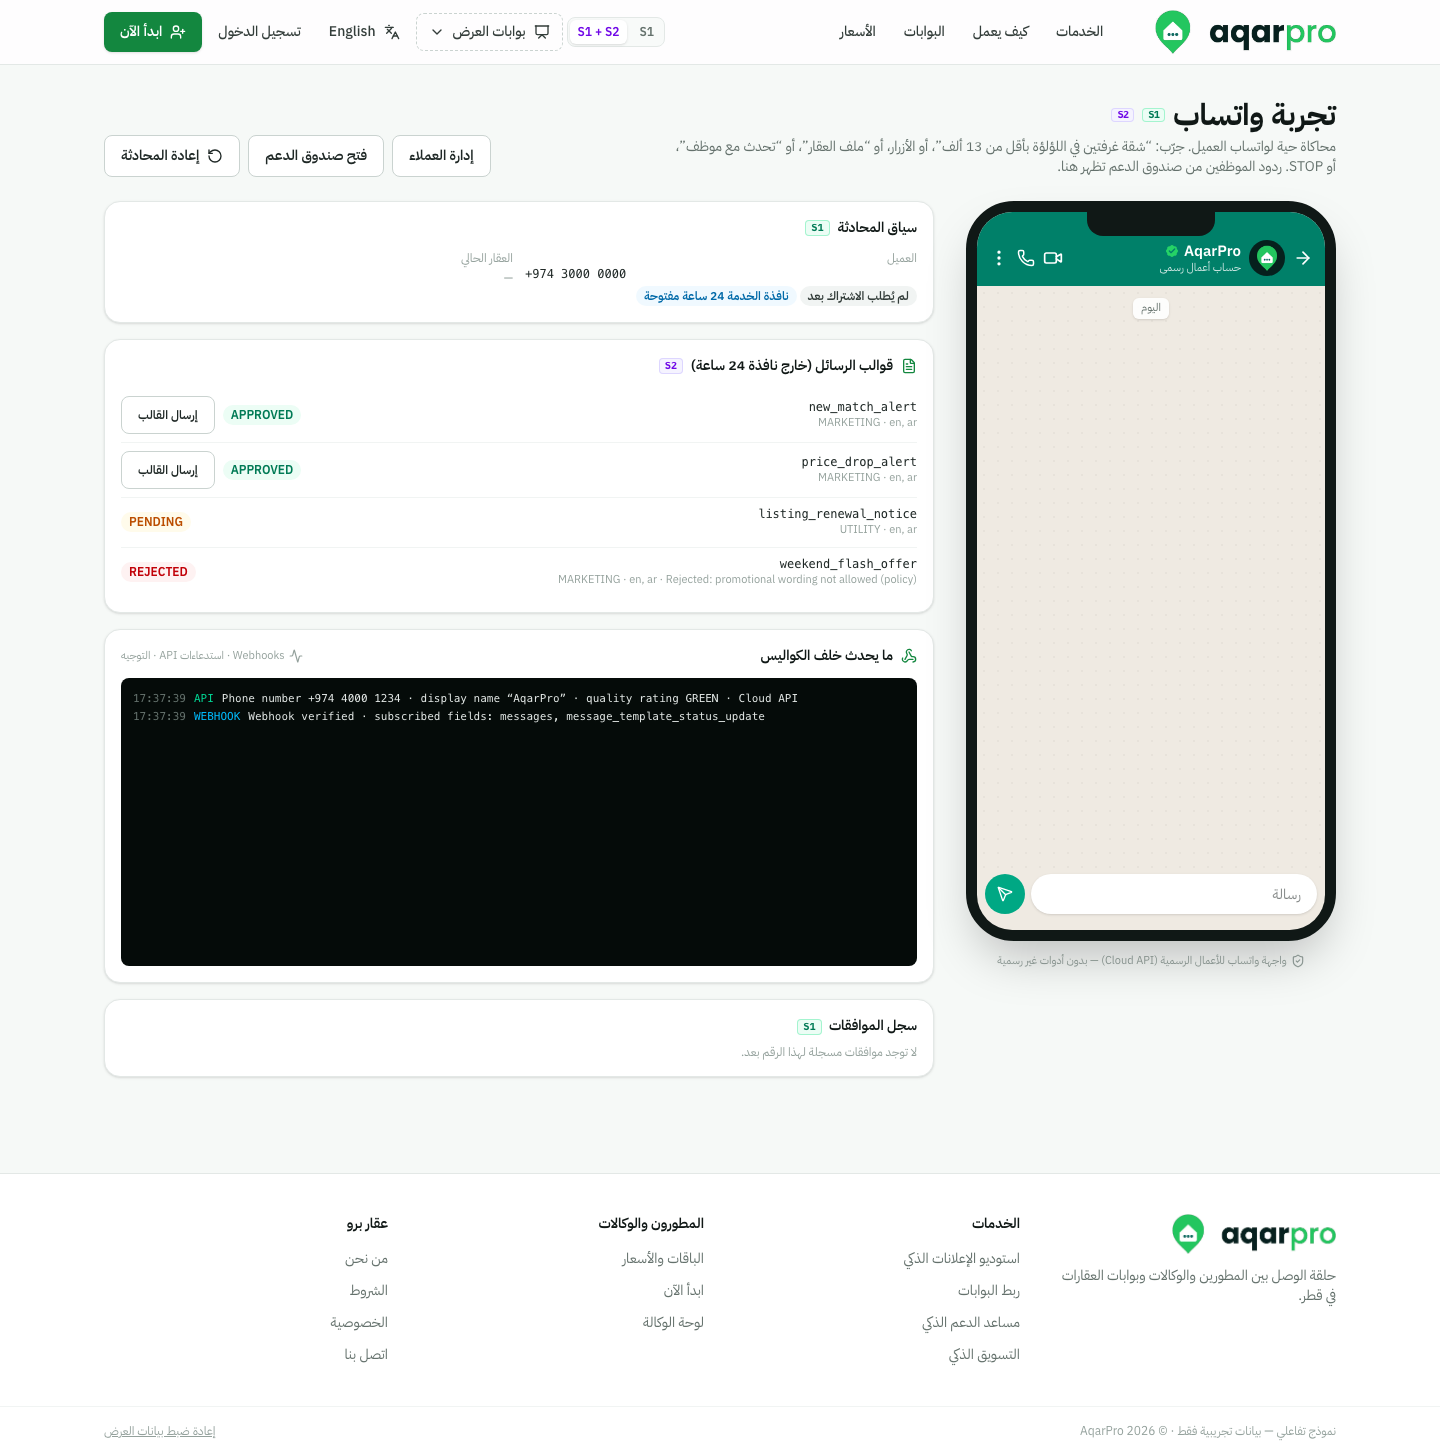 aqarpro
الخدمات
كيف يعمل
البوابات
الأسعار
S1
S1 + S2
بوابات العرض
English
تسجيل الدخول
ابدأ الآن
تجربة واتساب S1 S2
محاكاة حية لواتساب العميل. جرّب: “شقة غرفتين في اللؤلؤة بأقل من 13 ألف”، أو الأزرار، أو “ملف العقار”، أو “تحدث مع موظف”،
أو STOP. ردود الموظفين من صندوق الدعم تظهر هنا.
إدارة العملاء
فتح صندوق الدعم
إعادة المحادثة
AqarPro
حساب أعمال رسمي
اليوم
رسالة
واجهة واتساب للأعمال الرسمية (Cloud API) — بدون أدوات غير رسمية
سياق المحادثة S1
العميل
+974 3000 0000
العقار الحالي
—
لم يُطلب الاشتراك بعد
نافذة الخدمة 24 ساعة مفتوحة
قوالب الرسائل (خارج نافذة 24 ساعة) S2
new_match_alert
MARKETING · en, ar
APPROVED
إرسال القالب
price_drop_alert
MARKETING · en, ar
APPROVED
إرسال القالب
listing_renewal_notice
UTILITY · en, ar
PENDING
weekend_flash_offer
MARKETING · en, ar · Rejected: promotional wording not allowed (policy)
REJECTED
ما يحدث خلف الكواليس
Webhooks · استدعاءات API · التوجيه
17:37:39 API Phone number +974 4000 1234 · display name “AqarPro” · quality rating GREEN · Cloud API
17:37:39 WEBHOOK Webhook verified · subscribed fields: messages, message_template_status_update
سجل الموافقات S1
لا توجد موافقات مسجلة لهذا الرقم بعد.
aqarpro
حلقة الوصل بين المطورين والوكالات وبوابات العقارات
في قطر.
الخدمات
استوديو الإعلانات الذكي
ربط البوابات
مساعد الدعم الذكي
التسويق الذكي
المطورون والوكالات
الباقات والأسعار
ابدأ الآن
لوحة الوكالة
عقار برو
من نحن
الشروط
الخصوصية
اتصل بنا
نموذج تفاعلي — بيانات تجريبية فقط · © 2026 AqarPro
إعادة ضبط بيانات العرض